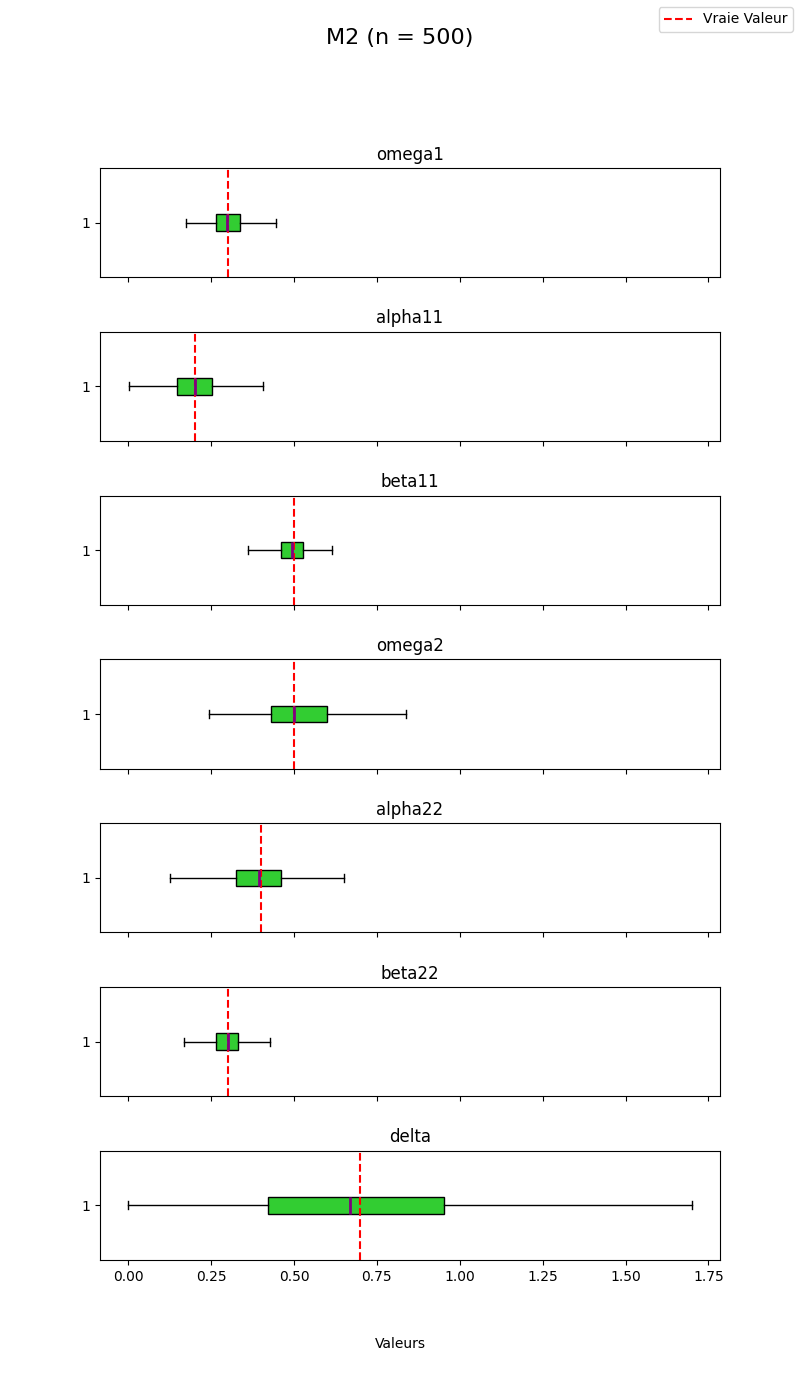 Vraie Valeur
M2 (n = 500)
omega1
1
alpha11
1
beta11
1
omega2
1
alpha22
1
beta22
1
delta
1
0.00 0.25 0.50 0.75 1.00 1.25 1.50 1.75
Valeurs